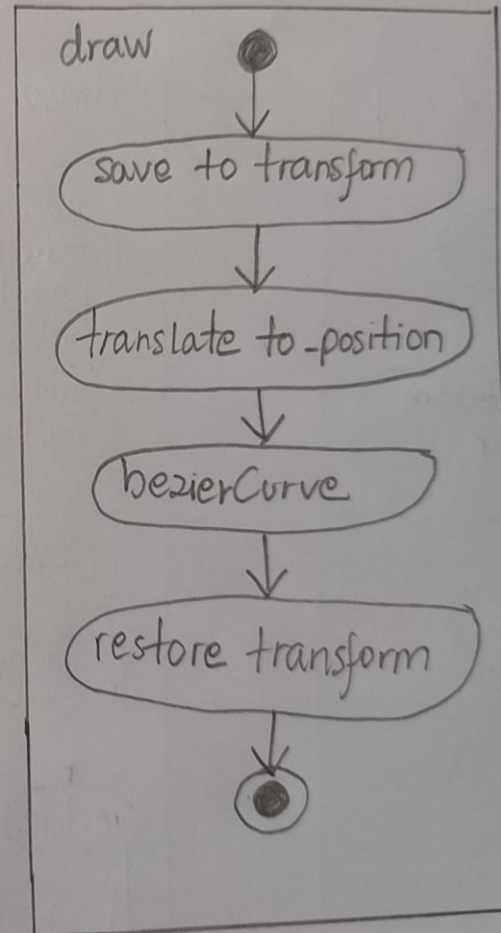 draw
save to transform
translate to_position
bezierCurve
restore transform